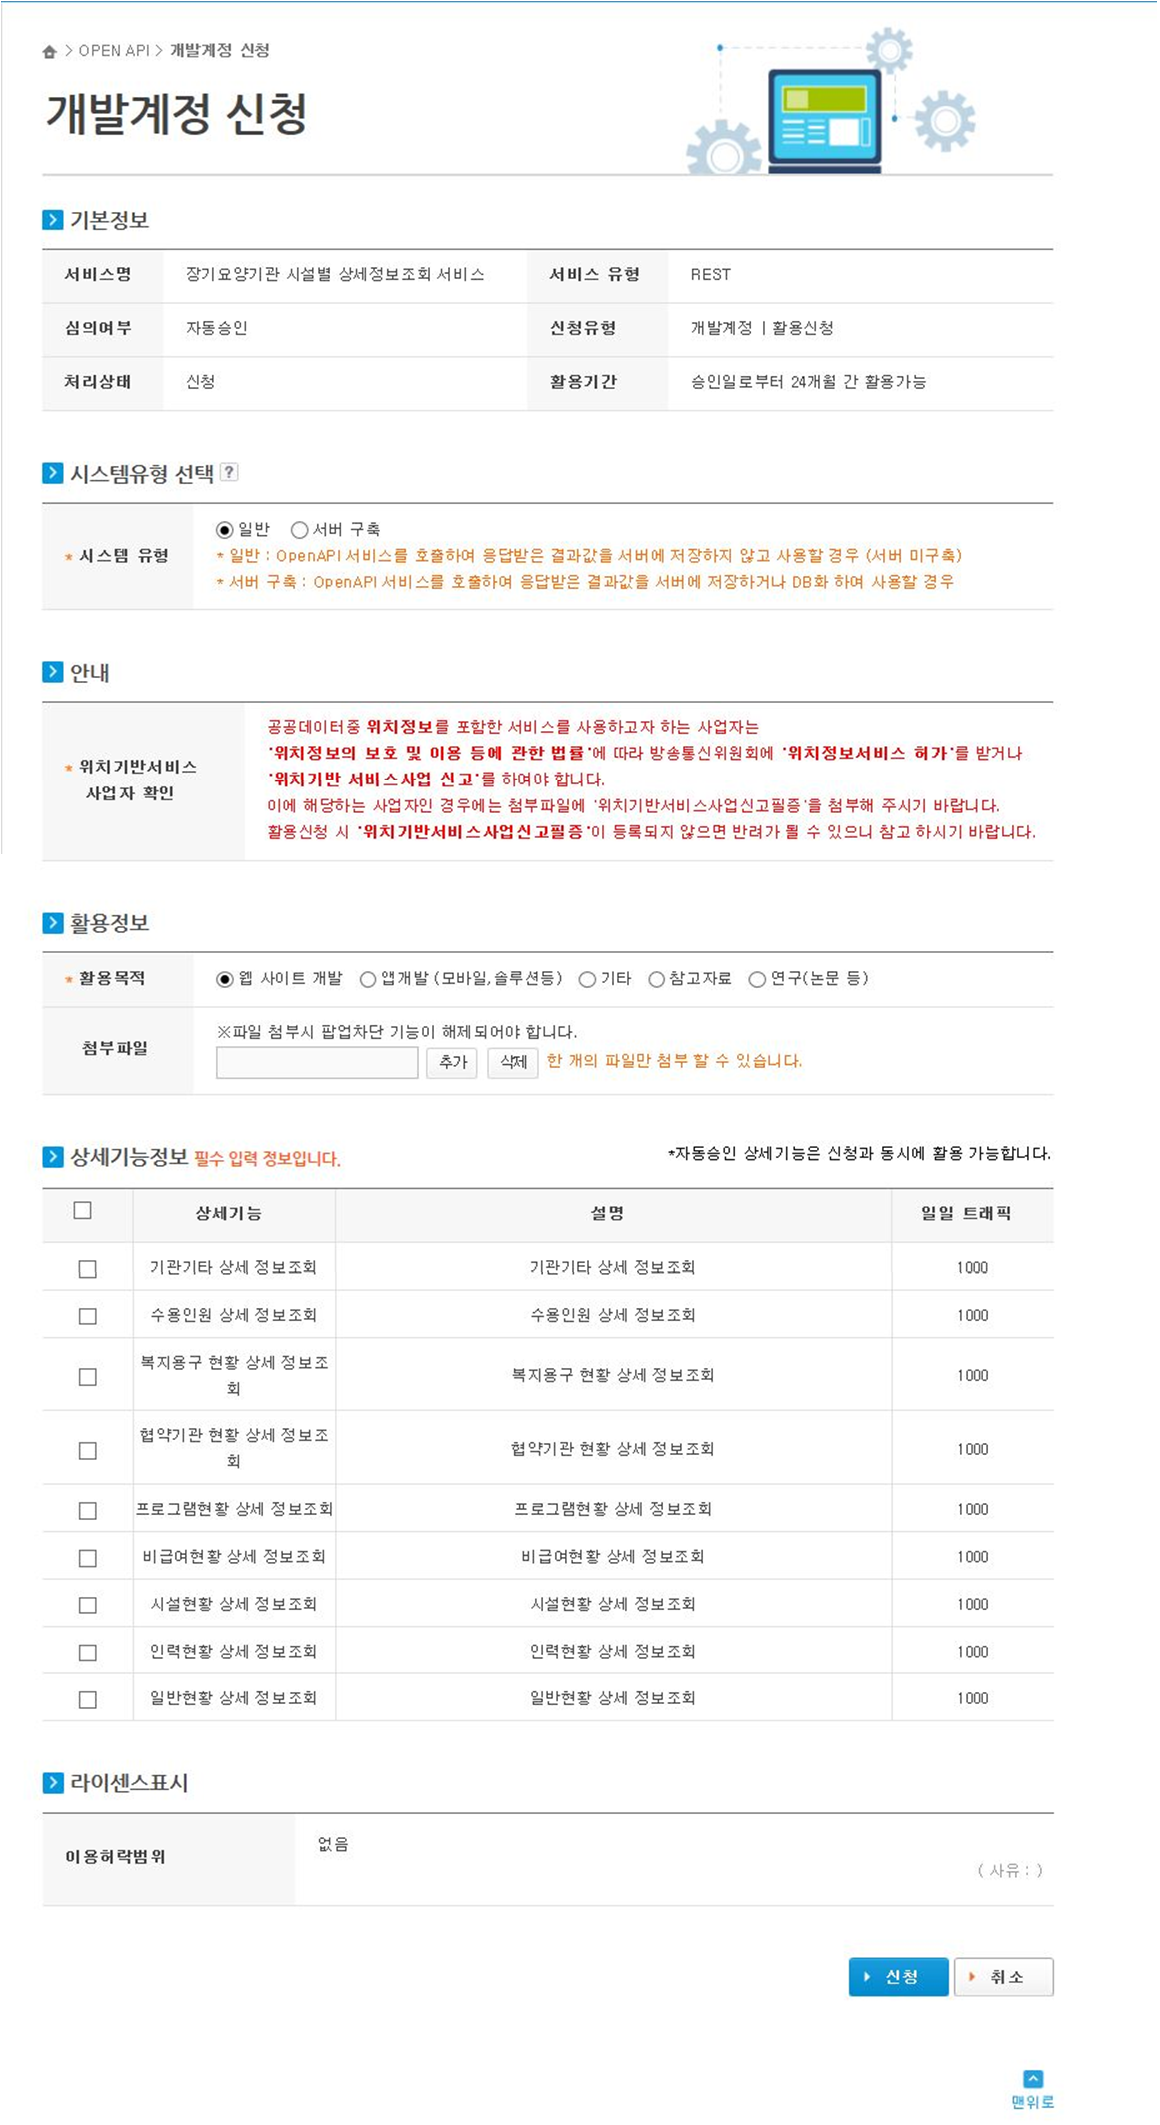 > OPEN API > 개발계정 신청
개발계정 신청
기본정보
서비스명 장기요양기관 시설별 상세정보조회 서비스 서비스 유형 REST
심의여부 자동승인 신청유형 개발계정 | 활용신청
처리상태 신청 활용기간 승인일로부터 24개월 간 활용가능
시스템유형 선택 ?
* 시스템 유형
일반 서버 구축
* 일반 : OpenAPI 서비스를 호출하여 응답받은 결과값을 서버에 저장하지 않고 사용할 경우 (서버 미구축)
* 서버 구축 : OpenAPI 서비스를 호출하여 응답받은 결과값을 서버에 저장하거나 DB화 하여 사용할 경우
안내
* 위치기반서비스
사업자 확인
공공데이터중 위치정보를 포함한 서비스를 사용하고자 하는 사업자는
'위치정보의 보호 및 이용 등에 관한 법률'에 따라 방송통신위원회에 '위치정보서비스 허가'를 받거나
'위치기반 서비스사업 신고'를 하여야 합니다.
이에 해당하는 사업자인 경우에는 첨부파일에 '위치기반서비스사업신고필증'을 첨부해 주시기 바랍니다.
활용신청 시 '위치기반서비스사업신고필증'이 등록되지 않으면 반려가 될 수 있으니 참고 하시기 바랍니다.
활용정보
* 활용목적 웹 사이트 개발 앱개발 (모바일,솔루션등) 기타 참고자료 연구(논문 등)
첨부파일
※파일 첨부시 팝업차단 기능이 해제되어야 합니다.
추가 삭제 한 개의 파일만 첨부 할 수 있습니다.
상세기능정보 필수 입력 정보입니다. *자동승인 상세기능은 신청과 동시에 활용 가능합니다.
상세기능 설명 일일 트래픽
기관기타 상세 정보조회 기관기타 상세 정보조회 1000
수용인원 상세 정보조회 수용인원 상세 정보조회 1000
복지용구 현황 상세 정보조
회 복지용구 현황 상세 정보조회 1000
협약기관 현황 상세 정보조
회 협약기관 현황 상세 정보조회 1000
프로그램현황 상세 정보조회 프로그램현황 상세 정보조회 1000
비급여현황 상세 정보조회 비급여현황 상세 정보조회 1000
시설현황 상세 정보조회 시설현황 상세 정보조회 1000
인력현황 상세 정보조회 인력현황 상세 정보조회 1000
일반현황 상세 정보조회 일반현황 상세 정보조회 1000
라이센스표시
이용허락범위 없음
( 사유 : )
신청 취소
맨위로